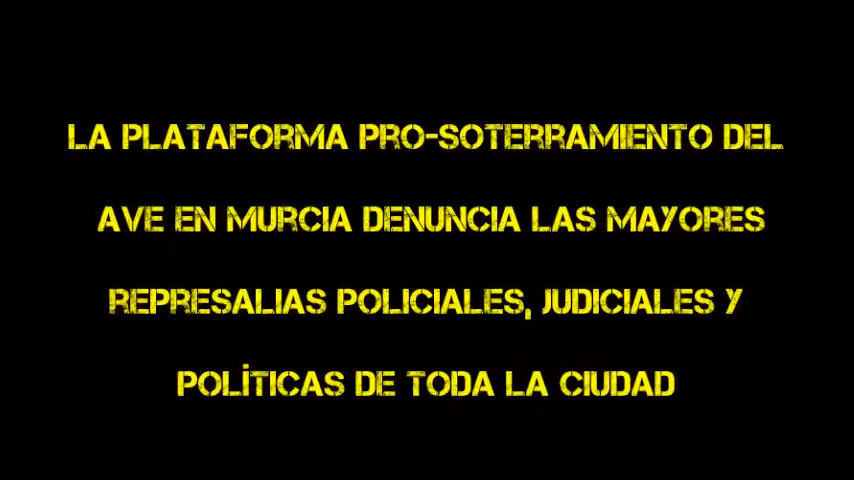 LA PLATAFORMA PRO-SOTERRAMIENTO DEL
AVE EN MURCIA DENUNCIA LAS MAYORES
REPRESALIAS POLICIALES, JUDICIALES Y
POLÍTICAS DE TODA LA CIUDAD